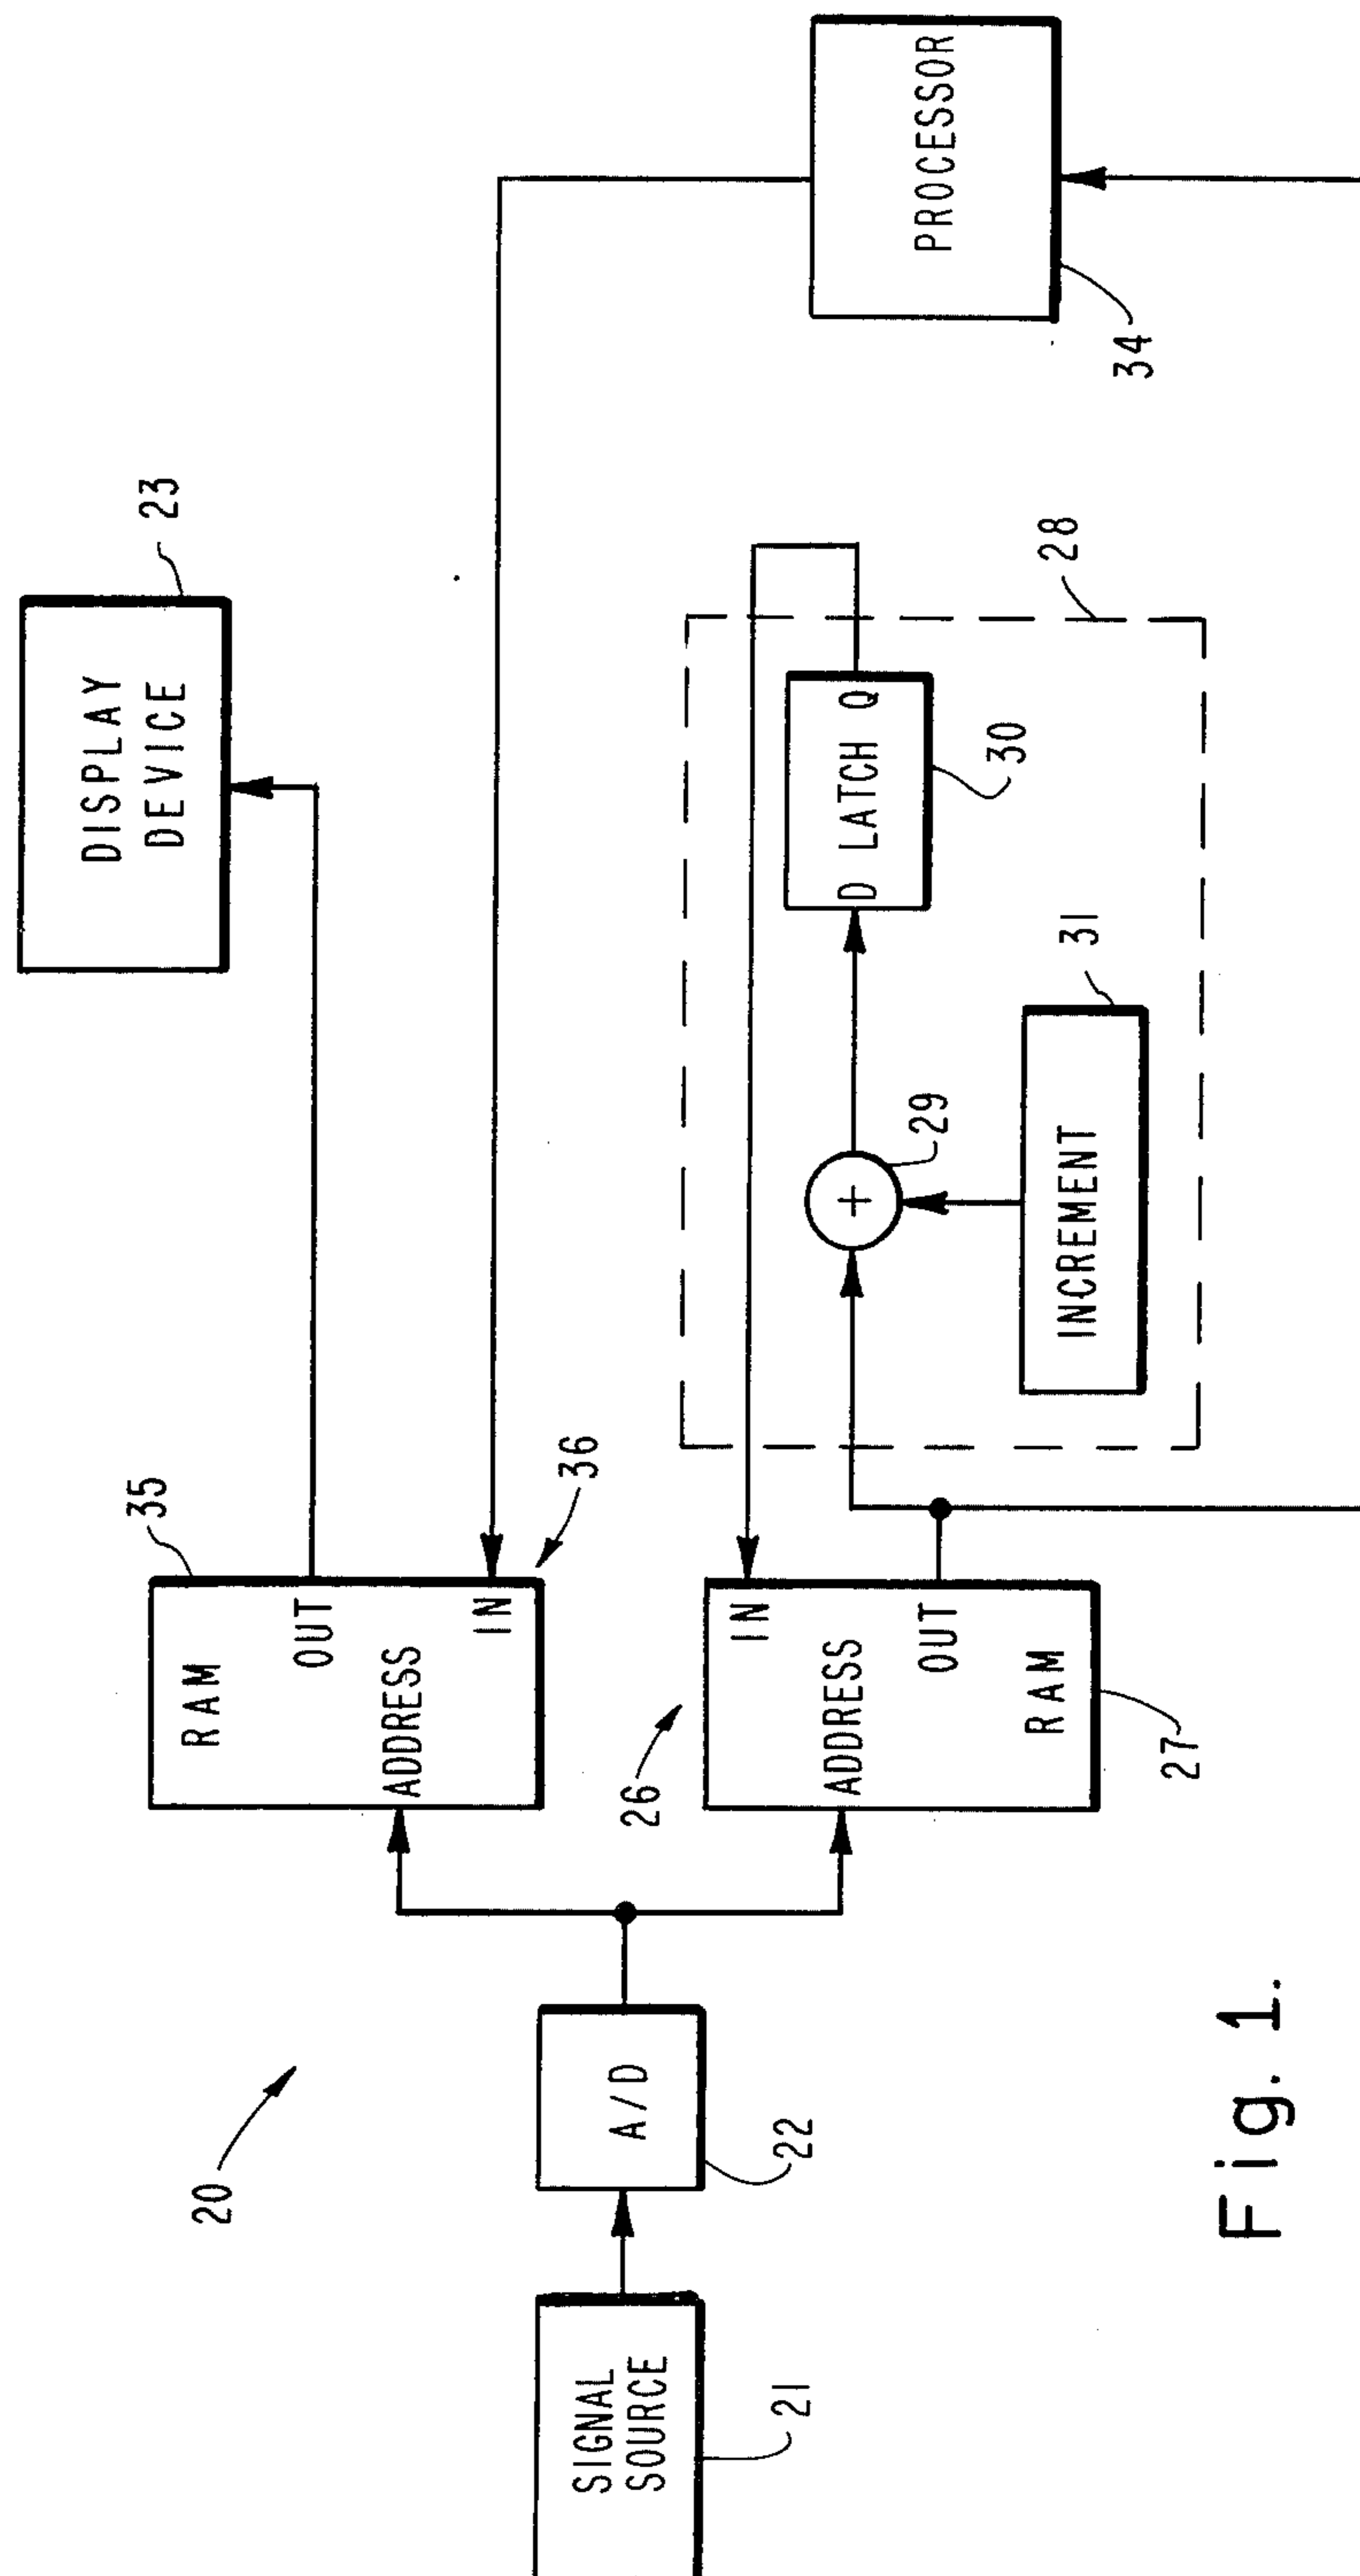 20
SIGNAL
SOURCE
21
A/D
22
RAM
OUT
ADDRESS
IN
35
36
DISPLAY
DEVICE
23
26
IN
ADDRESS
OUT
RAM
27
28
+
29
INCREMENT
31
D LATCH Q
30
PROCESSOR
34
Fig. 1.